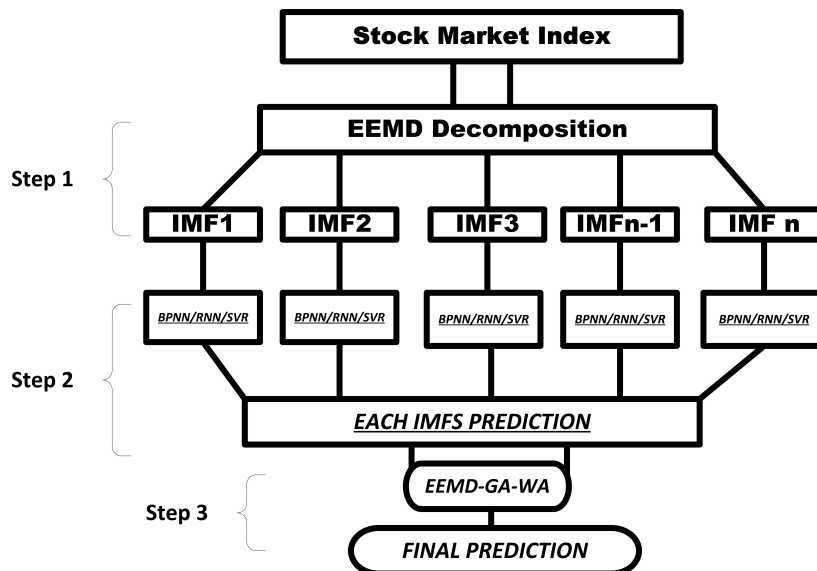 Stock Market Index
EEMD Decomposition
Step 1
IMF1
IMF2
IMF3
IMFn-1
IMF n
BPNN/RNN/SVR
BPNN/RNN/SVR
BPNN/RNN/SVR
BPNN/RNN/SVR
BPNN/RNN/SVR
Step 2
EACH IMFS PREDICTION
EEMD-GA-WA
Step 3
FINAL PREDICTION